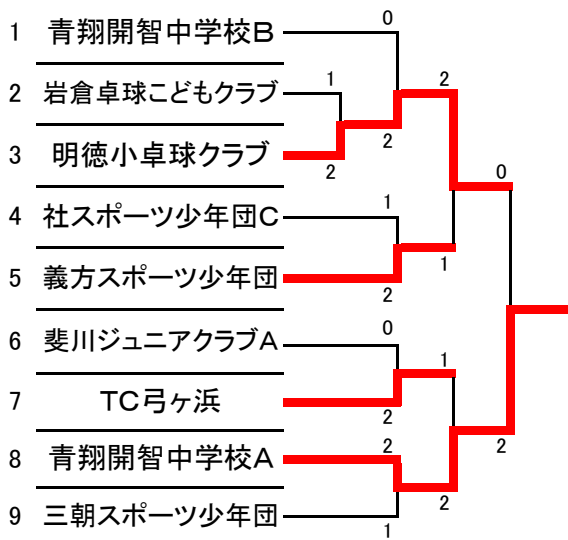 0
1 青翔開智中学校B
2
1
2 岩倉卓球こどもクラブ
2
3 明徳小卓球クラブ
2
0
1
4 社スポーツ少年団C
1
5 義方スポーツ少年団
2
0
6 斐川ジュニアクラブA
1
7 TC弓ヶ浜
2
2
2
8 青翔開智中学校A
2
9 三朝スポーツ少年団
1